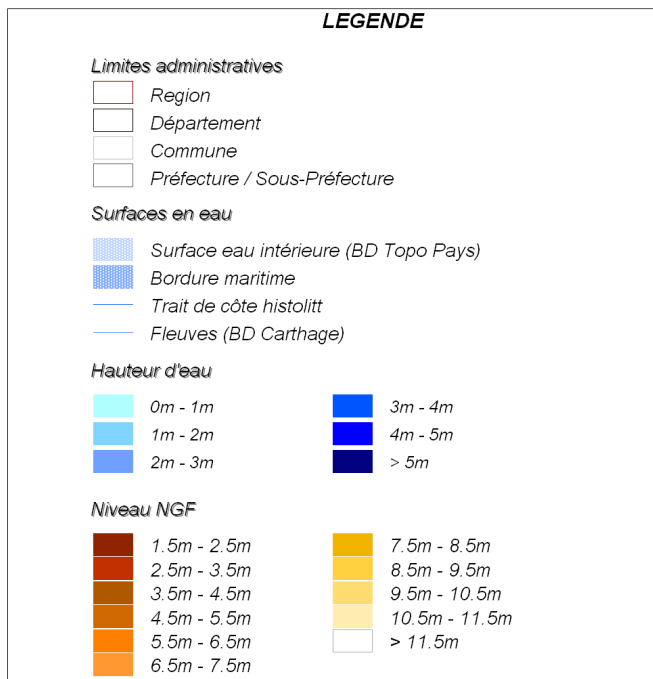 LEGENDE
Limites administratives
Region
Département
Commune
Préfecture / Sous-Préfecture
Surfaces en eau
Surface eau intérieure (BD Topo Pays)
Bordure maritime
Trait de côte histolitt
Fleuves (BD Carthage)
Hauteur d'eau
0m - 1m
1m - 2m
2m - 3m
3m - 4m
4m - 5m
> 5m
Niveau NGF
1.5m - 2.5m
2.5m - 3.5m
3.5m - 4.5m
4.5m - 5.5m
5.5m - 6.5m
6.5m - 7.5m
7.5m - 8.5m
8.5m - 9.5m
9.5m - 10.5m
10.5m - 11.5m
> 11.5m